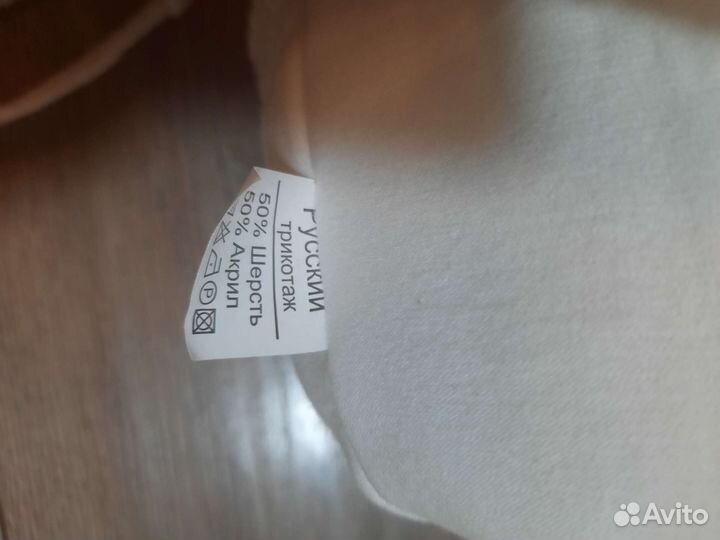 Русский
трикотаж
50% Шерсть
50% Акрил
P
Avito